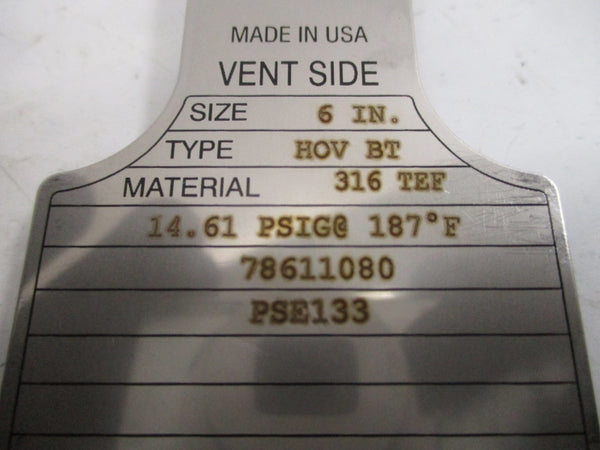 MADE IN USA
VENT SIDE
SIZE 6 IN.
TYPE HOV BT
MATERIAL 316 TEF
14.61 PSIG@ 187°F
78611080
PSE133